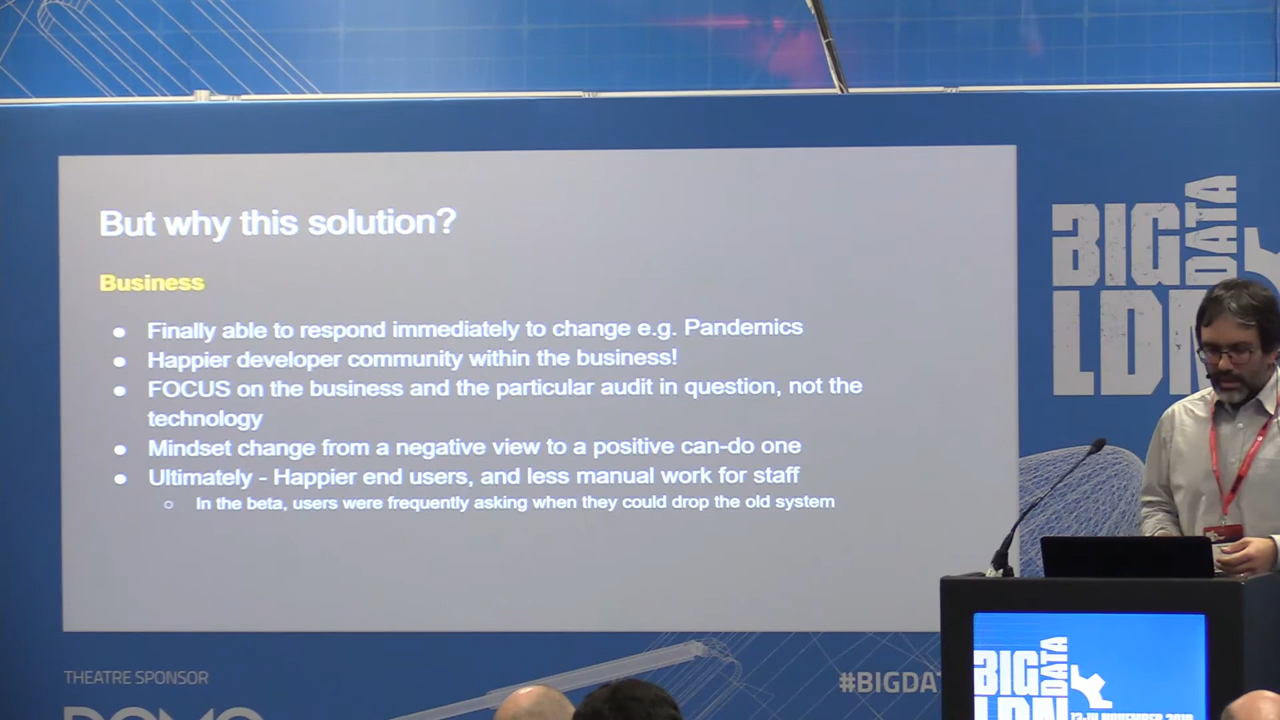 But why this solution?
Business
● Finally able to respond immediately to change e.g. Pandemics
● Happier developer community within the business!
● FOCUS on the business and the particular audit in question, not the
technology
● Mindset change from a negative view to a positive can-do one
● Ultimately - Happier end users, and less manual work for staff
○ In the beta, users were frequently asking when they could drop the old system
BIG
DATA
LDN
THEATRE SPONSOR
#BIGDA
BIG
DATA
LDN
NOVEMBER